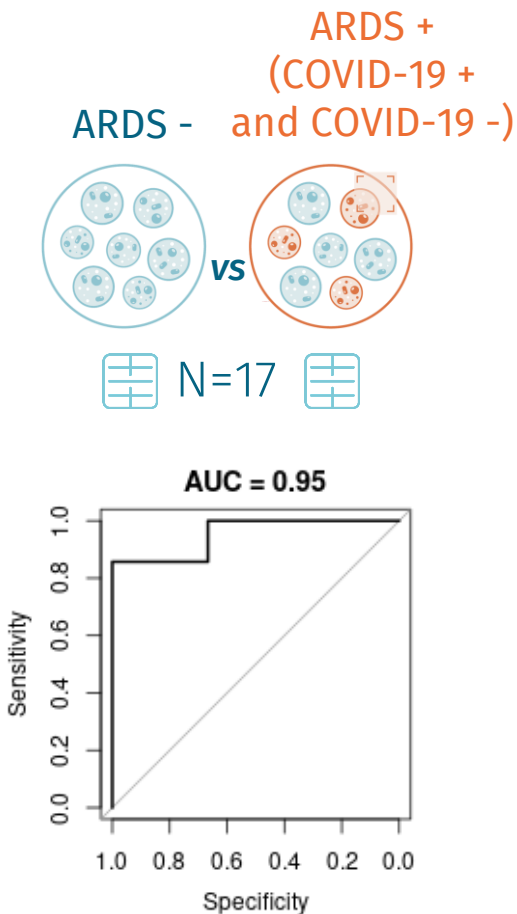 ARDS +
(COVID-19 +
ARDS - and COVID-19 -)
vs
N=17
AUC = 0.95
1.0
0.8
0.6
0.4
0.2
0.0
Sensitivity
1.0 0.8 0.6 0.4 0.2 0.0
Specificity